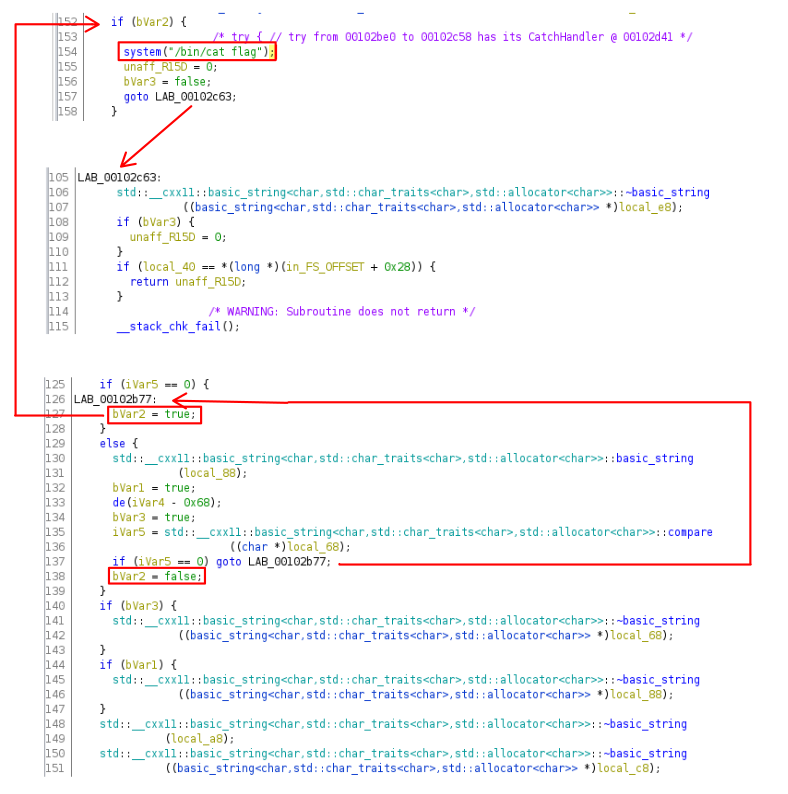 152 if (bVar2) {
153 /* try { // try from 00102be0 to 00102c58 has its CatchHandler @ 00102d41 */
154 system("/bin/cat flag");
155 unaff_R15D = 0;
156 bVar3 = false;
157 goto LAB_00102c63;
158 }
105 LAB_00102c63:
106 std::__cxx11::basic_string<char,std::char_traits<char>,std::allocator<char>>::~basic_string
107 ((basic_string<char,std::char_traits<char>,std::allocator<char>> *)local_e8);
108 if (bVar3) {
109 unaff_R15D = 0;
110 }
111 if (local_40 == *(long *)(in_FS_OFFSET + 0x28)) {
112 return unaff_R15D;
113 }
114 /* WARNING: Subroutine does not return */
115 __stack_chk_fail();
125 if (iVar5 == 0) {
126 LAB_00102b77:
127 bVar2 = true;
128 }
129 else {
130 std::__cxx11::basic_string<char,std::char_traits<char>,std::allocator<char>>::basic_string
131 (local_88);
132 bVar1 = true;
133 de(iVar4 - 0x68);
134 bVar3 = true;
135 iVar5 = std::__cxx11::basic_string<char,std::char_traits<char>,std::allocator<char>>::compare
136 ((char *)local_68);
137 if (iVar5 == 0) goto LAB_00102b77;
138 bVar2 = false;
139 }
140 if (bVar3) {
141 std::__cxx11::basic_string<char,std::char_traits<char>,std::allocator<char>>::~basic_string
142 ((basic_string<char,std::char_traits<char>,std::allocator<char>> *)local_68);
143 }
144 if (bVar1) {
145 std::__cxx11::basic_string<char,std::char_traits<char>,std::allocator<char>>::~basic_string
146 ((basic_string<char,std::char_traits<char>,std::allocator<char>> *)local_88);
147 }
148 std::__cxx11::basic_string<char,std::char_traits<char>,std::allocator<char>>::~basic_string
149 (local_a8);
150 std::__cxx11::basic_string<char,std::char_traits<char>,std::allocator<char>>::~basic_string
151 ((basic_string<char,std::char_traits<char>,std::allocator<char>> *)local_c8);